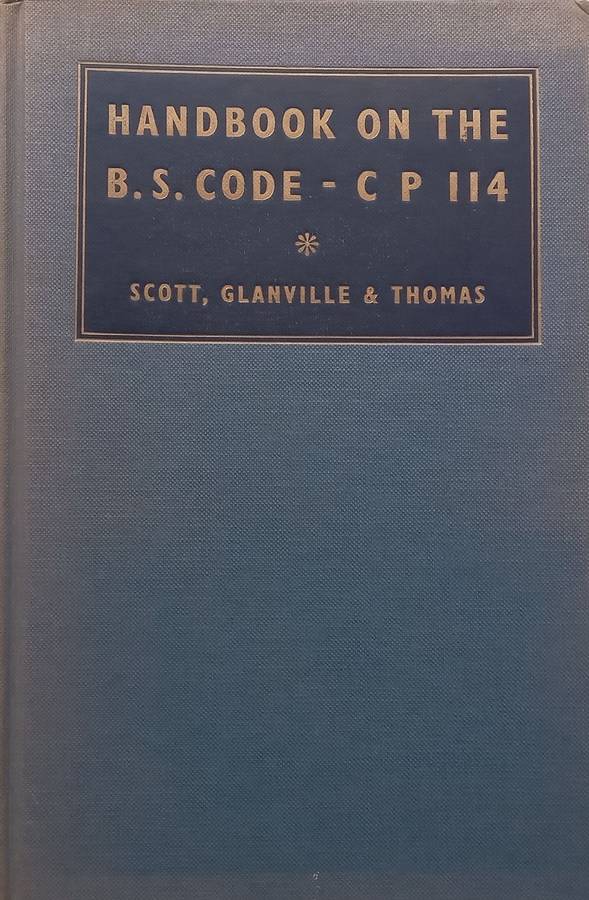 HANDBOOK ON THE
B.S. CODE - C P 114
SCOTT, GLANVILLE & THOMAS